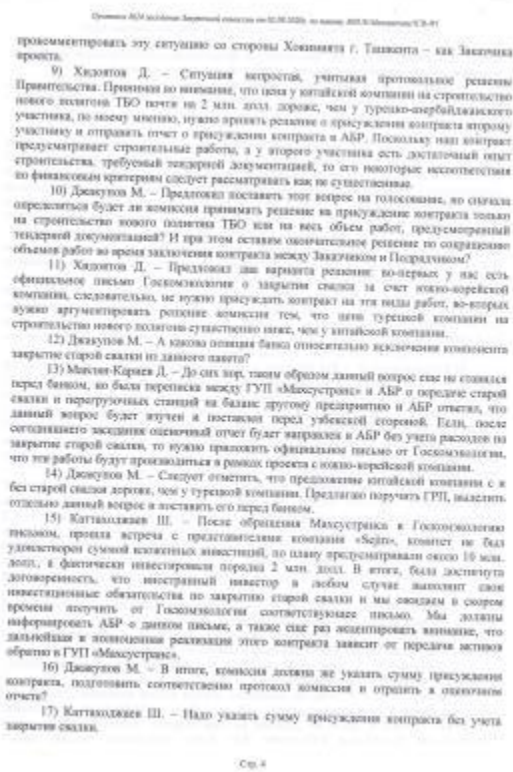 прокомментировать эту ситуацию со стороны Хокимията г. Ташкента – как Заказчика
проекта.
9) Хидоятов Д. – Ситуация непростая, учитывая протокольное решение
Правительства. Принимая во внимание, что цена у китайской компании на строительство
нового полигона ТБО почти на 2 млн. долл. дороже, чем у турецко-азербайджанского
участника, по моему мнению, нужно принять решение о присуждении контракта второму
участнику и отправить отчет о присуждении контракта в АБР. Поскольку наш контракт
предусматривает строительные работы, а у второго участника есть достаточный опыт
строительства, требуемый тендерной документацией, то его некоторые несоответствия
по финансовым критериям следует рассматривать как не существенные.
10) Джакупов М. – Предложил поставить этот вопрос на голосование, но сначала
определиться будет ли комиссия принимать решение на присуждение контракта только
на строительство нового полигона ТБО или на весь объем работ, предусмотренный
тендерной документацией? И при этом оставим окончательное решение по сокращению
объемов работ во время заключения контракта между Заказчиком и Подрядчиком?
11) Хидоятов Д. – Предложил два варианта решения: во-первых у нас есть
официальное письмо Госкомэкологии о закрытии свалки за счет южно-корейской
компании, следовательно, не нужно присуждать контракт на эти виды работ, во-вторых
нужно аргументировать решение комиссии тем, что цена турецкой компании на
строительство нового полигона существенно ниже, чем у китайской компании.
12) Джакупов М. – А какова позиция банка относительно исключения компонента
закрытие старой свалки из данного пакета?
13) Максим-Кариев Д. – До сих пор, таким образом данный вопрос еще не ставился
перед банком, но была переписка между ГУП «Махсустранс» и АБР о передаче старой
свалки и перегрузочных станций на баланс другому предприятию и АБР ответил, что
данный вопрос будет изучен и поставлен перед узбекской стороной. Если, после
сегодняшнего заседания оценочный отчет будет направлен в АБР без учета расходов по
закрытие старой свалки, то нужно приложить официальное письмо от Госкомэкологии,
что эти работы будут производиться в рамках проекта с южно-корейской компанией.
14) Джакупов М. – Следует отметить, что предложение китайской компании с и
без старой свалки дороже, чем у турецкой компании. Предлагаю поручить ГРП, выделить
отдельно данный вопрос и поставить его перед банком.
15) Каттаходжаев Ш. – После обращения Махсустранса в Госкомэкологию
письмом, прошла встреча с представителями компании «Sejin», комитет не был
удовлетворен суммой вложенных инвестиций, по плану предусматривали около 10 млн.
долл., а фактически инвестировали порядка 2 млн. долл. В итоге, была достигнута
договоренность, что иностранный инвестор в любом случае выполнит свои
инвестиционные обязательства по закрытию старой свалки и мы ожидаем в скором
времени получить от Госкомэкологии соответствующее письмо. Мы должны
информировать АБР о данном письме, а также еще раз акцентировать внимание, что
дальнейшая и полноценная реализация этого контракта зависит от передачи активов
обратно в ГУП «Махсустранс».
16) Джакупов М. – В итоге, комиссия должна же указать сумму присуждения
контракта, подготовить соответственно протокол комиссии и отразить в оценочном
отчете?
17) Каттаходжаев Ш. – Надо указать сумму присуждения контракта без учета
закрытия свалки.
Стр. 4